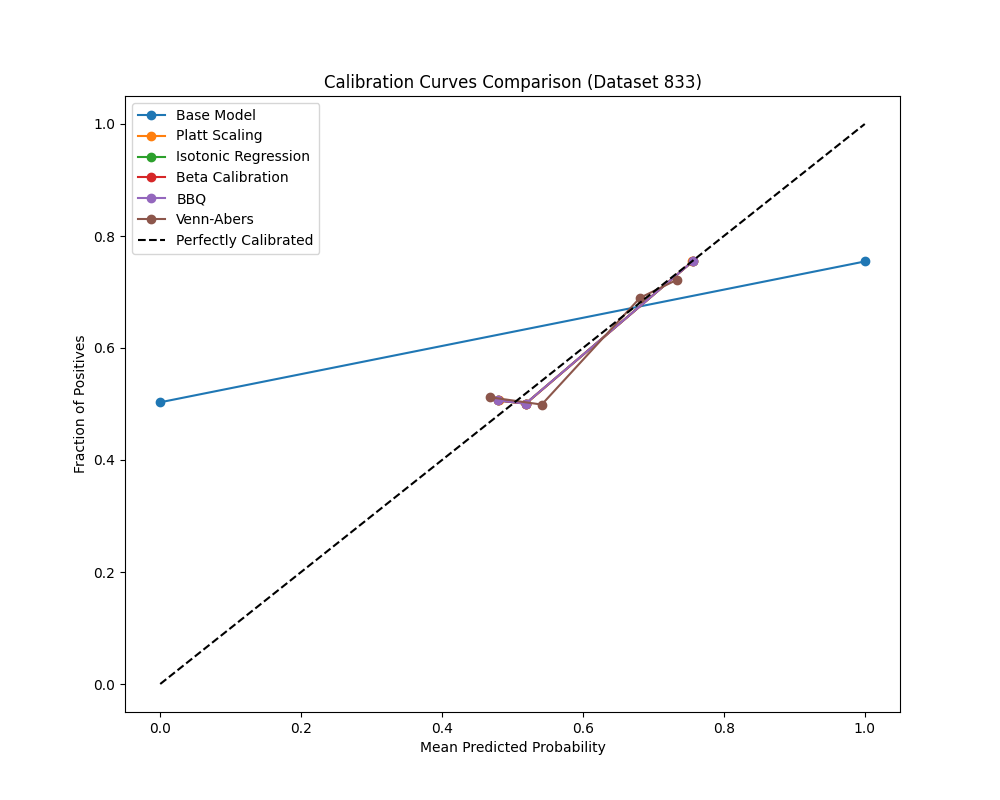 Calibration Curves Comparison (Dataset 833)
Base Model
Platt Scaling
Isotonic Regression
Beta Calibration
BBQ
Venn-Abers
Perfectly Calibrated
1.0
0.8
0.6
0.4
0.2
0.0
Fraction of Positives
0.0 0.2 0.4 0.6 0.8 1.0
Mean Predicted Probability